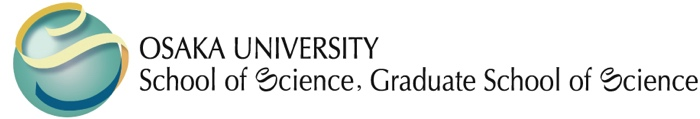 OSAKA UNIVERSITY
School of Science, Graduate School of Science